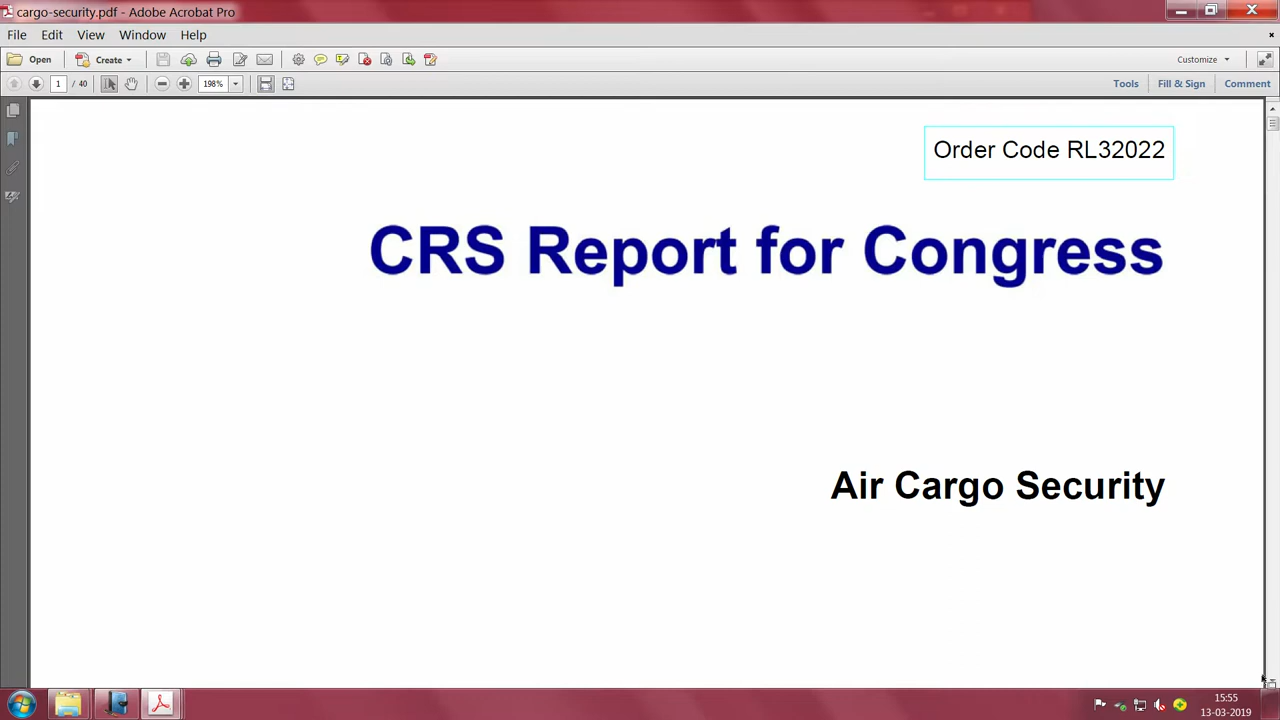 cargo-security.pdf - Adobe Acrobat Pro
File Edit View Window Help
Open Create Customize
1 / 40 198% Tools Fill & Sign Comment
Order Code RL32022
CRS Report for Congress
Air Cargo Security
15:55
13-03-2019